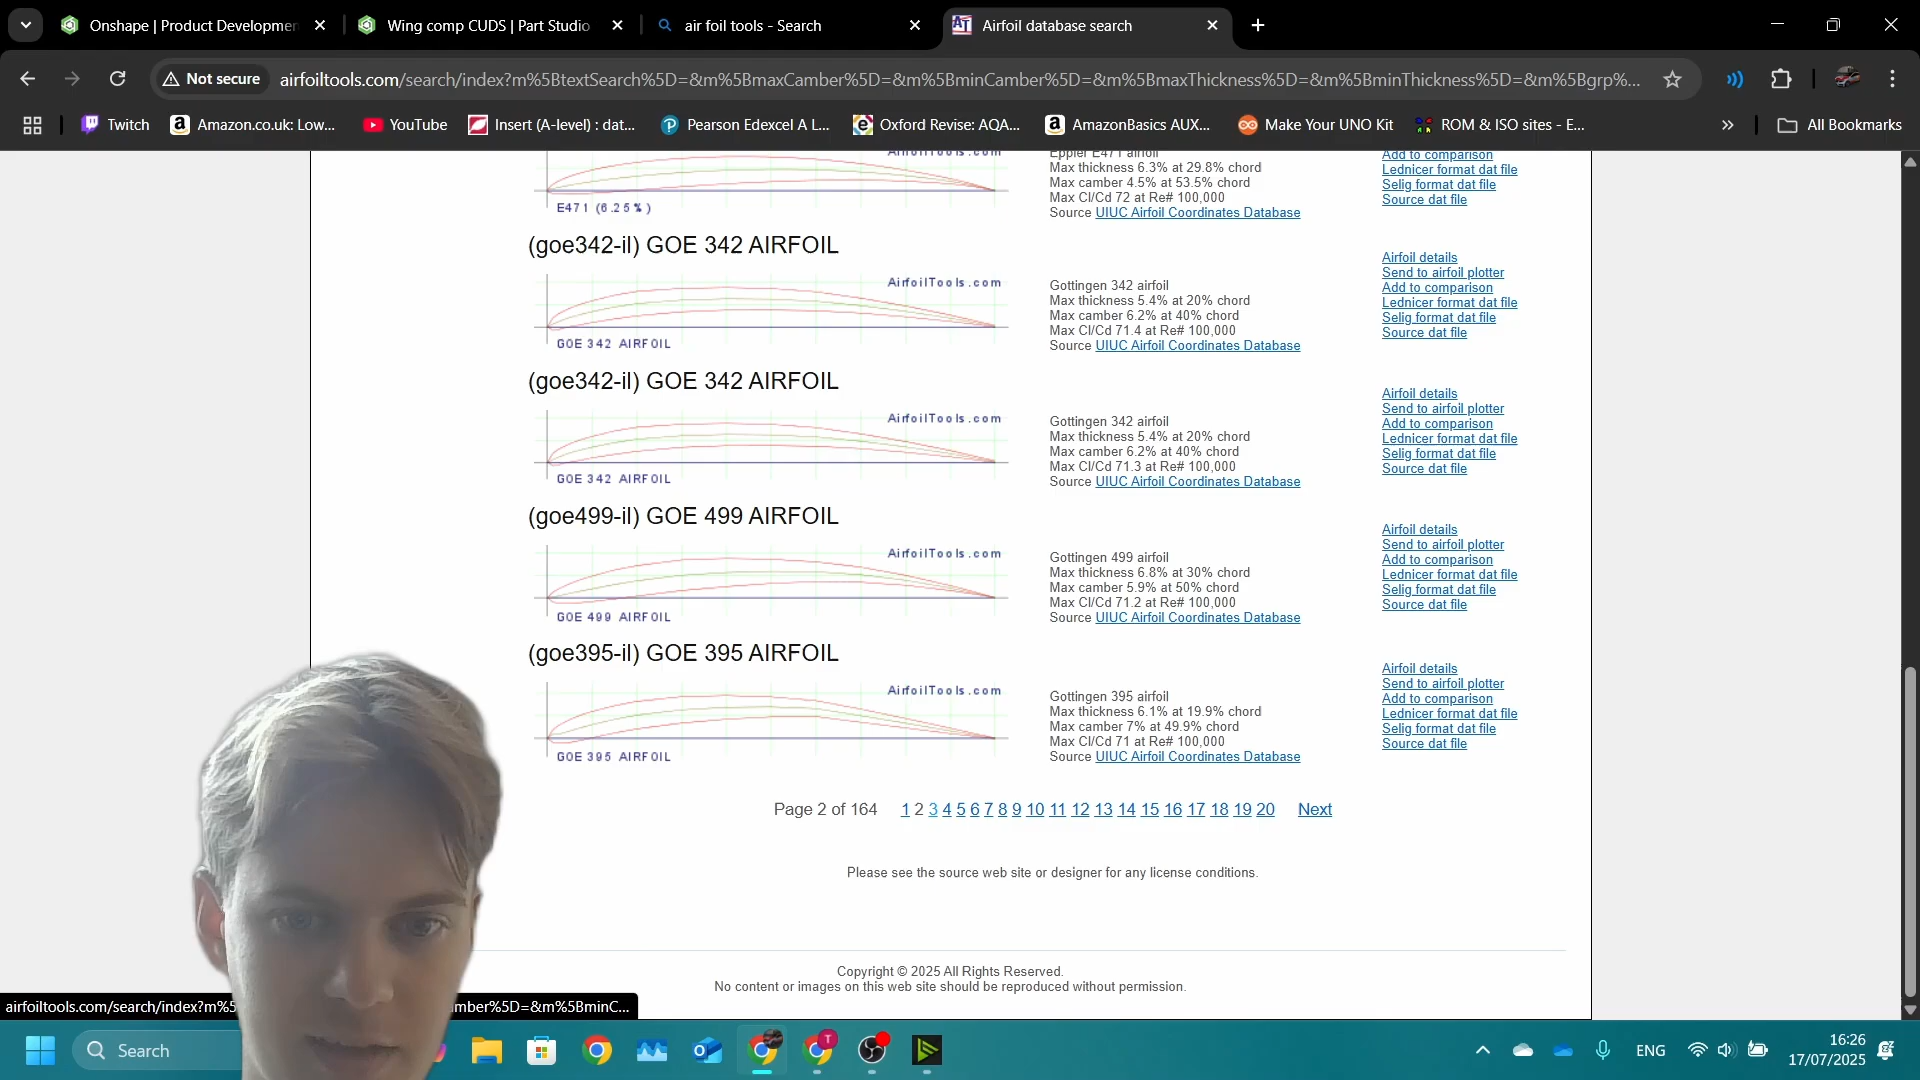 Onshape | Product Developmen
Wing comp CUDS | Part Studio
air foil tools - Search
Airfoil database search
Not secure
airfoiltools.com/search/index?m%5BtextSearch%5D=&m%5BmaxCamber%5D=&m%5BminCamber%5D=&m%5BmaxThickness%5D=&m%5BminThickness%5D=&m%5Bgrp%...
Twitch
Amazon.co.uk: Low...
YouTube
Insert (A-level) : dat...
Pearson Edexcel A L...
Oxford Revise: AQA...
AmazonBasics AUX...
Make Your UNO Kit
ROM & ISO sites - E...
All Bookmarks
AirfoilTools.com
E471 (6.25%)
Eppler E471 airfoil
Max thickness 6.3% at 29.8% chord
Max camber 4.5% at 53.5% chord
Max Cl/Cd 72 at Re# 100,000
Source UIUC Airfoil Coordinates Database
Add to comparison
Lednicer format dat file
Selig format dat file
Source dat file
(goe342-il) GOE 342 AIRFOIL
AirfoilTools.com
GOE 342 AIRFOIL
Gottingen 342 airfoil
Max thickness 5.4% at 20% chord
Max camber 6.2% at 40% chord
Max Cl/Cd 71.4 at Re# 100,000
Source UIUC Airfoil Coordinates Database
Airfoil details
Send to airfoil plotter
Add to comparison
Lednicer format dat file
Selig format dat file
Source dat file
(goe342-il) GOE 342 AIRFOIL
AirfoilTools.com
GOE 342 AIRFOIL
Gottingen 342 airfoil
Max thickness 5.4% at 20% chord
Max camber 6.2% at 40% chord
Max Cl/Cd 71.3 at Re# 100,000
Source UIUC Airfoil Coordinates Database
Airfoil details
Send to airfoil plotter
Add to comparison
Lednicer format dat file
Selig format dat file
Source dat file
(goe499-il) GOE 499 AIRFOIL
AirfoilTools.com
GOE 499 AIRFOIL
Gottingen 499 airfoil
Max thickness 6.8% at 30% chord
Max camber 5.9% at 50% chord
Max Cl/Cd 71.2 at Re# 100,000
Source UIUC Airfoil Coordinates Database
Airfoil details
Send to airfoil plotter
Add to comparison
Lednicer format dat file
Selig format dat file
Source dat file
(goe395-il) GOE 395 AIRFOIL
AirfoilTools.com
GOE 395 AIRFOIL
Gottingen 395 airfoil
Max thickness 6.1% at 19.9% chord
Max camber 7% at 49.9% chord
Max Cl/Cd 71 at Re# 100,000
Source UIUC Airfoil Coordinates Database
Airfoil details
Send to airfoil plotter
Add to comparison
Lednicer format dat file
Selig format dat file
Source dat file
Page 2 of 164 1 2 3 4 5 6 7 8 9 10 11 12 13 14 15 16 17 18 19 20 Next
Please see the source web site or designer for any license conditions.
Copyright © 2025 All Rights Reserved.
No content or images on this web site should be reproduced without permission.
airfoiltools.com/search/index?m%5 mber%5D=&m%5BminC...
Search
ENG
16:26
17/07/2025